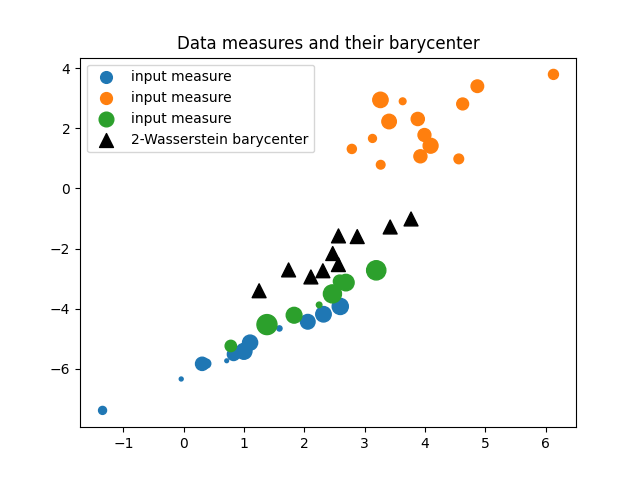 Data measures and their barycenter
input measure
input measure
input measure
2-Wasserstein barycenter
4
2
0
−2
−4
−6
−1 0 1 2 3 4 5 6